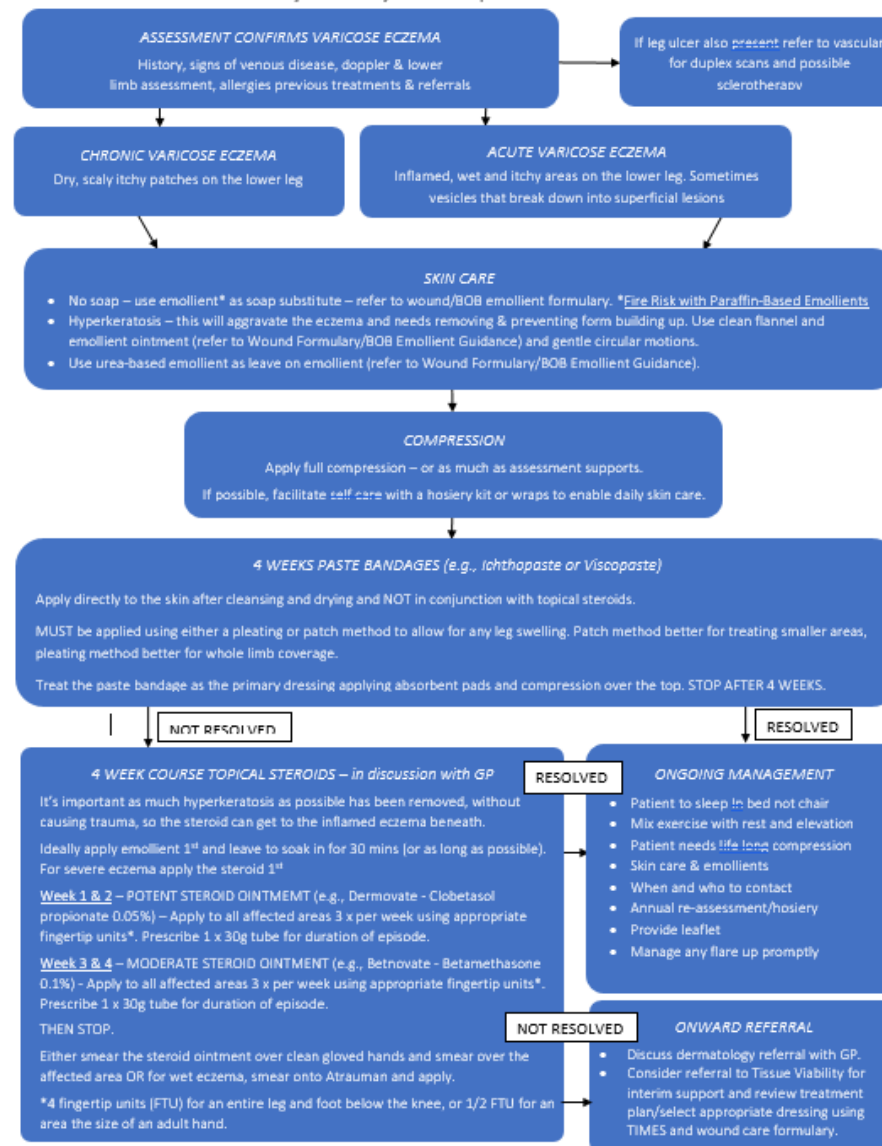 ASSESSMENT CONFIRMS VARICOSE ECZEMA
History, signs of venous disease, doppler & lower
limb assessment, allergies previous treatments & referrals
If leg ulcer also present refer to vascular
for duplex scans and possible
sclerotherapy
CHRONIC VARICOSE ECZEMA
Dry, scaly itchy patches on the lower leg
ACUTE VARICOSE ECZEMA
Inflamed, wet and itchy areas on the lower leg. Sometimes
vesicles that break down into superficial lesions
SKIN CARE
• No soap – use emollient* as soap substitute – refer to wound/BOB emollient formulary. *Fire Risk with Paraffin-Based Emollients
• Hyperkeratosis – this will aggravate the eczema and needs removing & preventing form building up. Use clean flannel and
emollient ointment (refer to Wound Formulary/BOB Emollient Guidance) and gentle circular motions.
• Use urea-based emollient as leave on emollient (refer to Wound Formulary/BOB Emollient Guidance).
COMPRESSION
Apply full compression – or as much as assessment supports.
If possible, facilitate self care with a hosiery kit or wraps to enable daily skin care.
4 WEEKS PASTE BANDAGES (e.g., Ichthopaste or Viscopaste)
Apply directly to the skin after cleansing and drying and NOT in conjunction with topical steroids.
MUST be applied using either a pleating or patch method to allow for any leg swelling. Patch method better for treating smaller areas,
pleating method better for whole limb coverage.
Treat the paste bandage as the primary dressing applying absorbent pads and compression over the top. STOP AFTER 4 WEEKS.
NOT RESOLVED
RESOLVED
4 WEEK COURSE TOPICAL STEROIDS – in discussion with GP
It's important as much hyperkeratosis as possible has been removed, without
causing trauma, so the steroid can get to the inflamed eczema beneath.
Ideally apply emollient 1st and leave to soak in for 30 mins (or as long as possible).
For severe eczema apply the steroid 1st
Week 1 & 2 – POTENT STEROID OINTMEMT (e.g., Dermovate - Clobetasol
propionate 0.05%) – Apply to all affected areas 3 x per week using appropriate
fingertip units*. Prescribe 1 x 30g tube for duration of episode.
Week 3 & 4 – MODERATE STEROID OINTMENT (e.g., Betnovate - Betamethasone
0.1%) - Apply to all affected areas 3 x per week using appropriate fingertip units*.
Prescribe 1 x 30g tube for duration of episode.
THEN STOP.
Either smear the steroid ointment over clean gloved hands and smear over the
affected area OR for wet eczema, smear onto Atrauman and apply.
*4 fingertip units (FTU) for an entire leg and foot below the knee, or 1/2 FTU for an
area the size of an adult hand.
RESOLVED
ONGOING MANAGEMENT
• Patient to sleep in bed not chair
• Mix exercise with rest and elevation
• Patient needs life long compression
• Skin care & emollients
• When and who to contact
• Annual re-assessment/hosiery
• Provide leaflet
• Manage any flare up promptly
NOT RESOLVED
ONWARD REFERRAL
• Discuss dermatology referral with GP.
• Consider referral to Tissue Viability for
interim support and review treatment
plan/select appropriate dressing using
TIMES and wound care formulary.